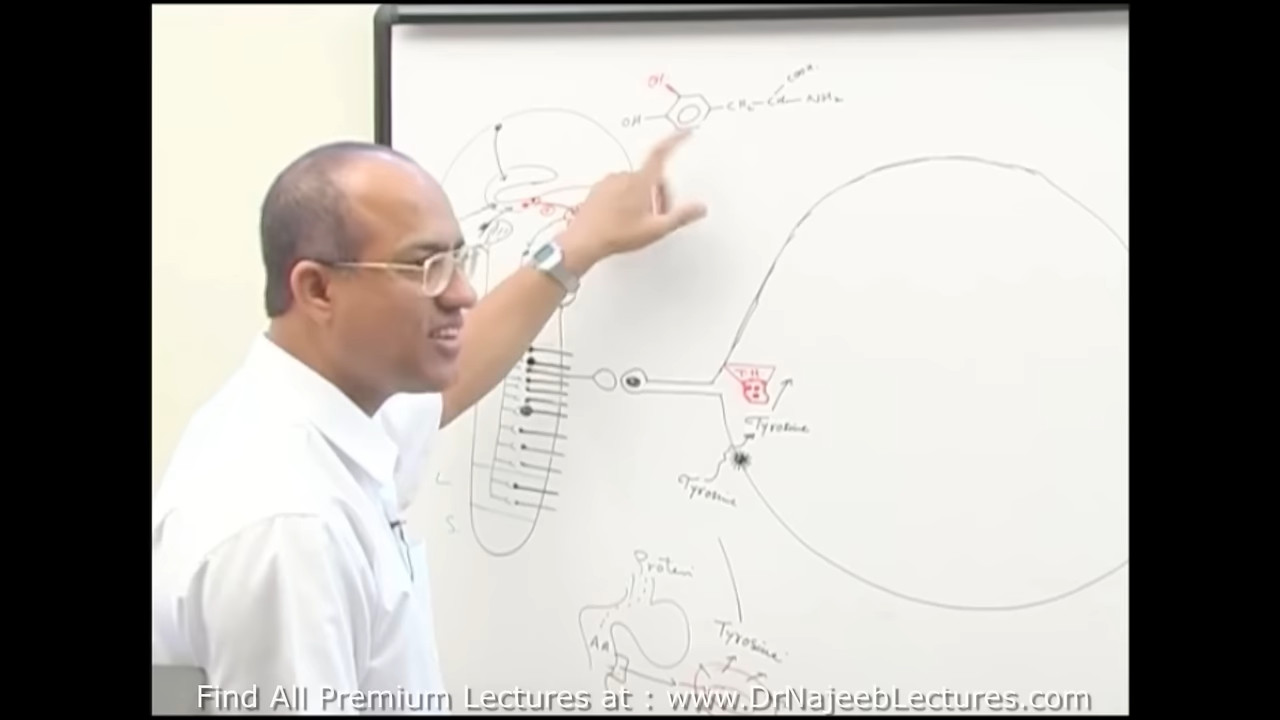 OH
COOH
OH
CH2 CH NH2
TH
Tyrosine
Tyrosine
L
S
Protein
AA
Tyrosine
Find All Premium Lectures at : www.DrNajeebLectures.com